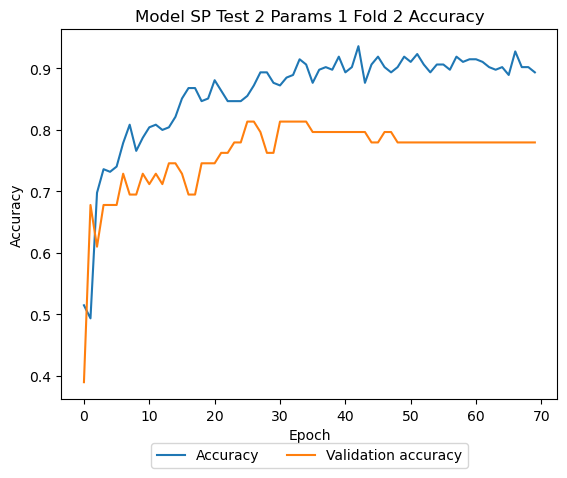 Model SP Test 2 Params 1 Fold 2 Accuracy
0.9
0.8
0.7
0.6
0.5
0.4
Accuracy
0 10 20 30 40 50 60 70
Epoch
Accuracy Validation accuracy